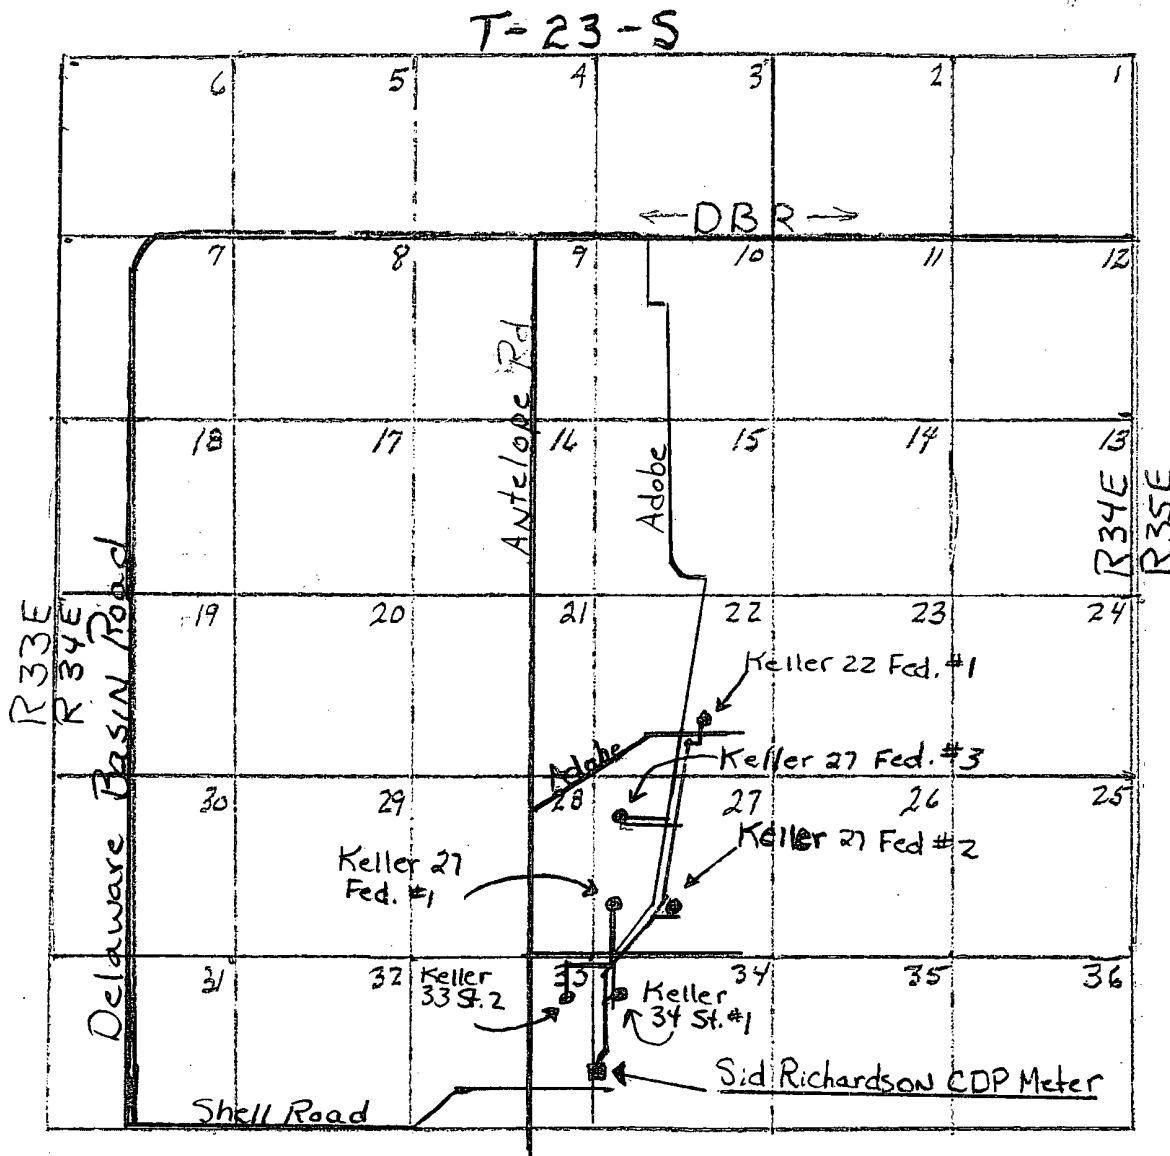 T-23-S
6 5 4 3 2 1
← DBR →
7 8 9 10 11 12
Antelope Rd
18 17 16 15 14 13
Adobe
R34E
R35E
Delaware Basin Road
R33E
R34E
19 20 21 22 23 24
Keller 22 Fed. #1
Adobe
Keller 27 Fed. #3
30 29 28 27 26 25
Keller 27 Fed #2
Keller 27
Fed. #1
31 32 33 34 35 36
Keller
33 St. 2
Keller
34 St. #1
Sid Richardson CDP Meter
Shell Road